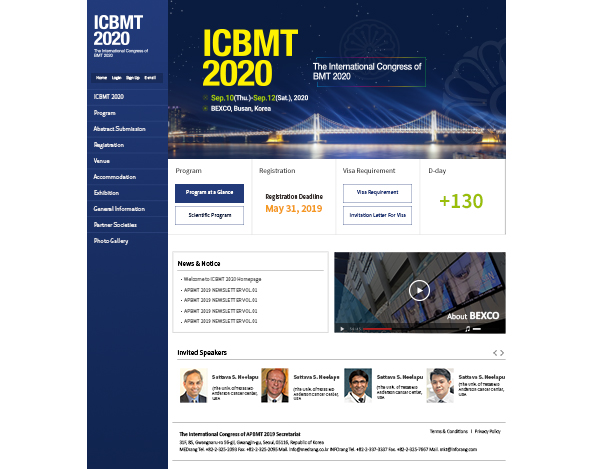 ICBMT
2020
The International Congress of
BMT 2020
Home Login Sign Up E-mail
ICBMT 2020
Program
Abstract Submission
Registration
Venue
Accommodation
Exhibition
General Information
Partner Societies
Photo Gallery
ICBMT
2020
The International Congress of
BMT 2020
Sep.10(Thu.)-Sep.12(Sat.), 2020
BEXCO, Busan, Korea
Program
Program at a Glance
Scientific Program
Registration
Registration Deadline
May 31, 2019
Visa Requirement
Visa Requirement
Invitation Letter For Visa
D-day
+130
News & Notice
• Welcome to ICBMT 2020 Homepage
• APBMT 2019 NEWSLETTER VOL.01
• APBMT 2019 NEWSLETTER VOL.01
• APBMT 2019 NEWSLETTER VOL.01
• APBMT 2019 NEWSLETTER VOL.01
About BEXCO
Invited Speakers
Sattava S. Neelapu
(The Univ. of Texas MD
Anderson Cancer Center,
USA
Sattava S. Neelapu
(The Univ. of Texas MD
Anderson Cancer Center,
USA
Sattava S. Neelapu
(The Univ. of Texas MD
Anderson Cancer Center,
USA
Sattava S. Neelapu
(The Univ. of Texas MD
Anderson Cancer Center,
USA
Terms & Conditions | Privacy Policy
The International Congress of APBMT 2019 Secretariat
Republic of Korea